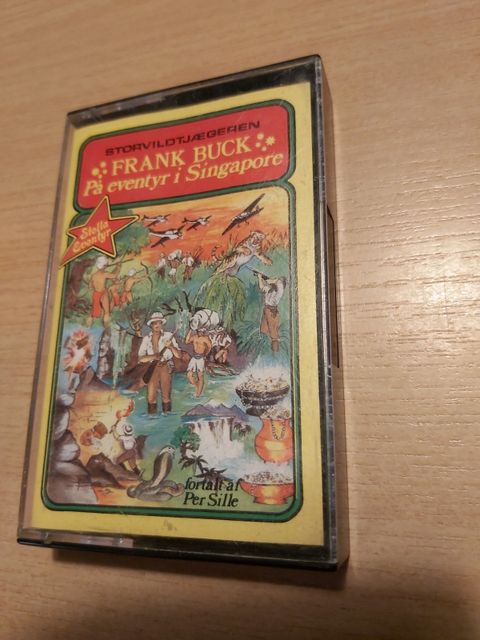 STORVILDTJÆGEREN
FRANK BUCK
På eventyr i Singapore
Stella
Eventyr
fortalt af
Per Sille